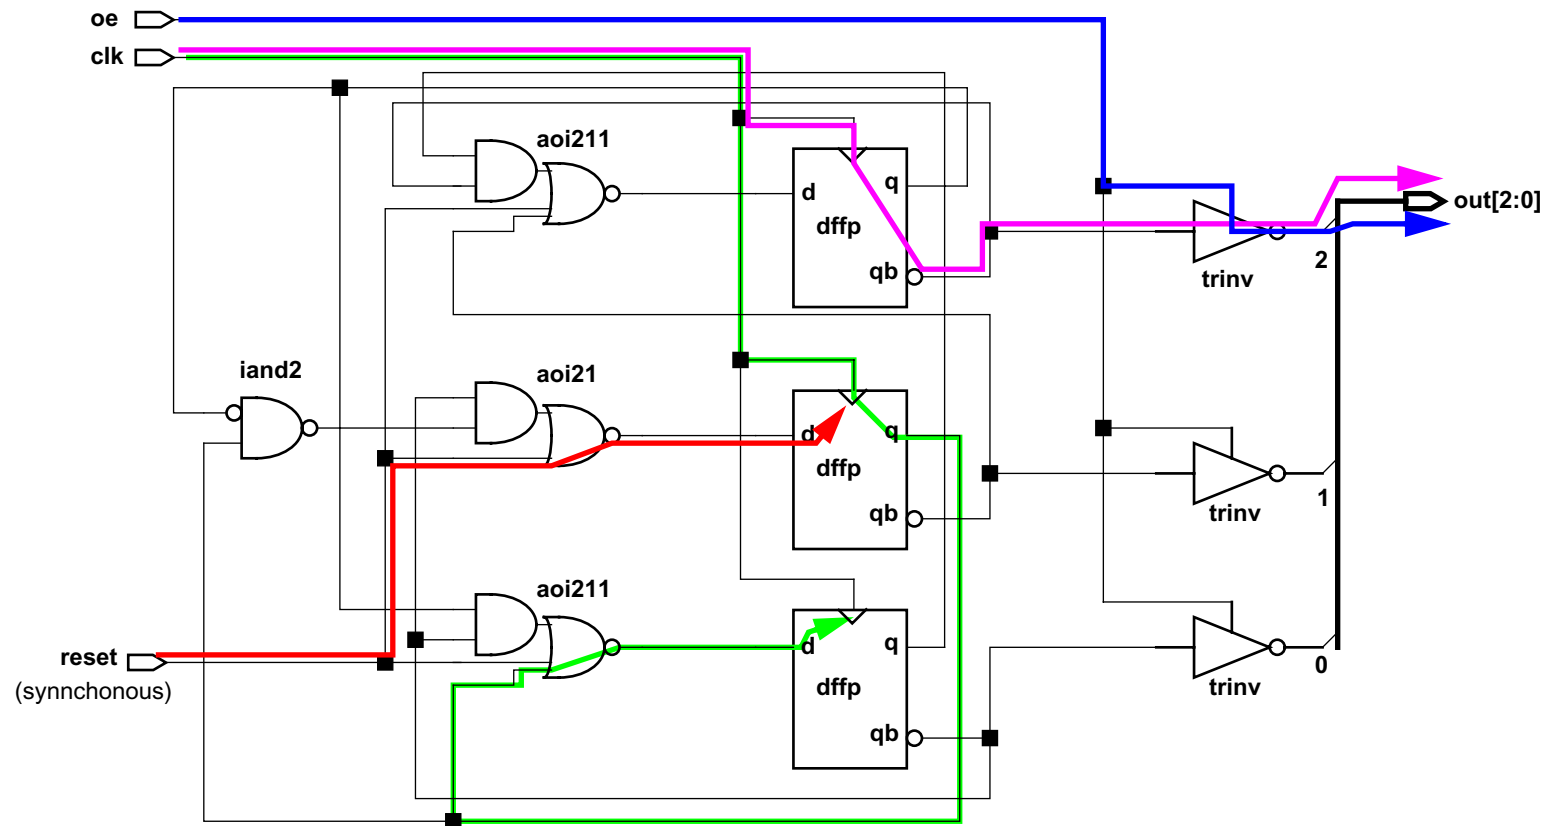 oe
clk
aoi211
d
q
dffp
qb
out[2:0]
2
trinv
iand2
aoi21
d
q
dffp
qb
1
trinv
aoi211
d
q
dffp
qb
0
trinv
reset
(synnchonous)